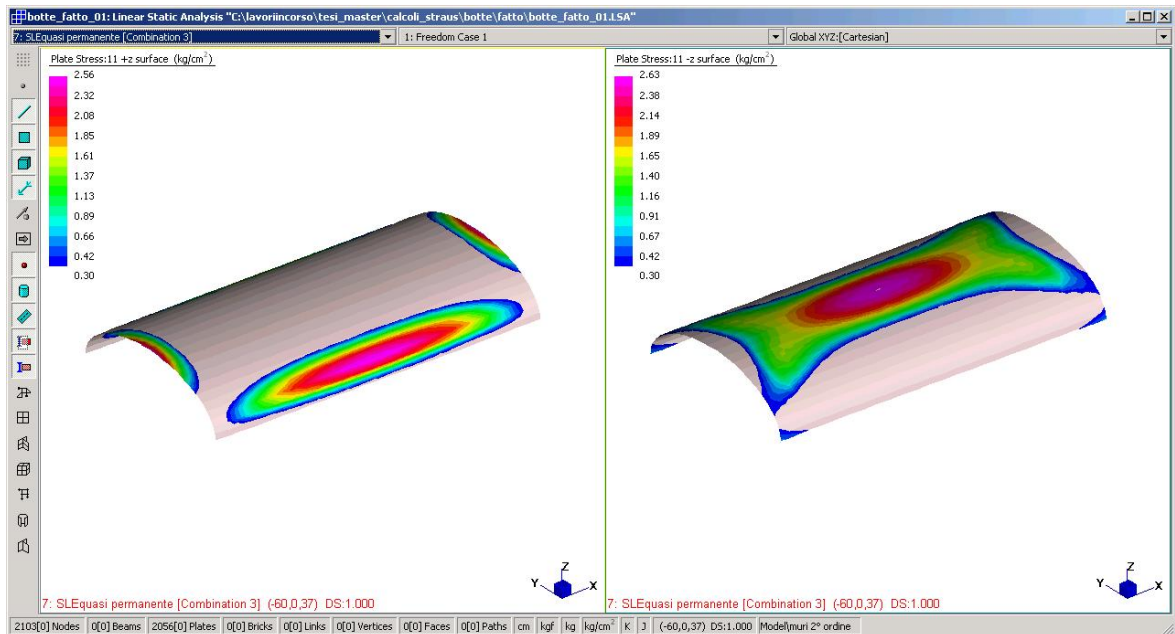 botte_fatto_01: Linear Static Analysis "C:\lavoriincorso\tesi_master\calcoli_straus\botte\fatto\botte_fatto_01.LSA"
7: SLEquasi permanente [Combination 3] 1: Freedom Case 1 Global XYZ:[Cartesian]
Plate Stress:11 +z surface (kg/cm²)
2.56
2.32
2.08
1.85
1.61
1.37
1.13
0.89
0.66
0.42
0.30
Z
Y
X
7: SLEquasi permanente [Combination 3] (-60,0,37) DS:1.000
Plate Stress:11 -z surface (kg/cm²)
2.63
2.38
2.14
1.89
1.65
1.40
1.16
0.91
0.67
0.42
0.30
Z
Y
X
7: SLEquasi permanente [Combination 3] (-60,0,37) DS:1.000
2103[0] Nodes 0[0] Beams 2056[0] Plates 0[0] Bricks 0[0] Links 0[0] Vertices 0[0] Faces 0[0] Paths cm kgf kg kg/cm² K J (-60,0,37) DS:1.000 Model\muri 2° ordine